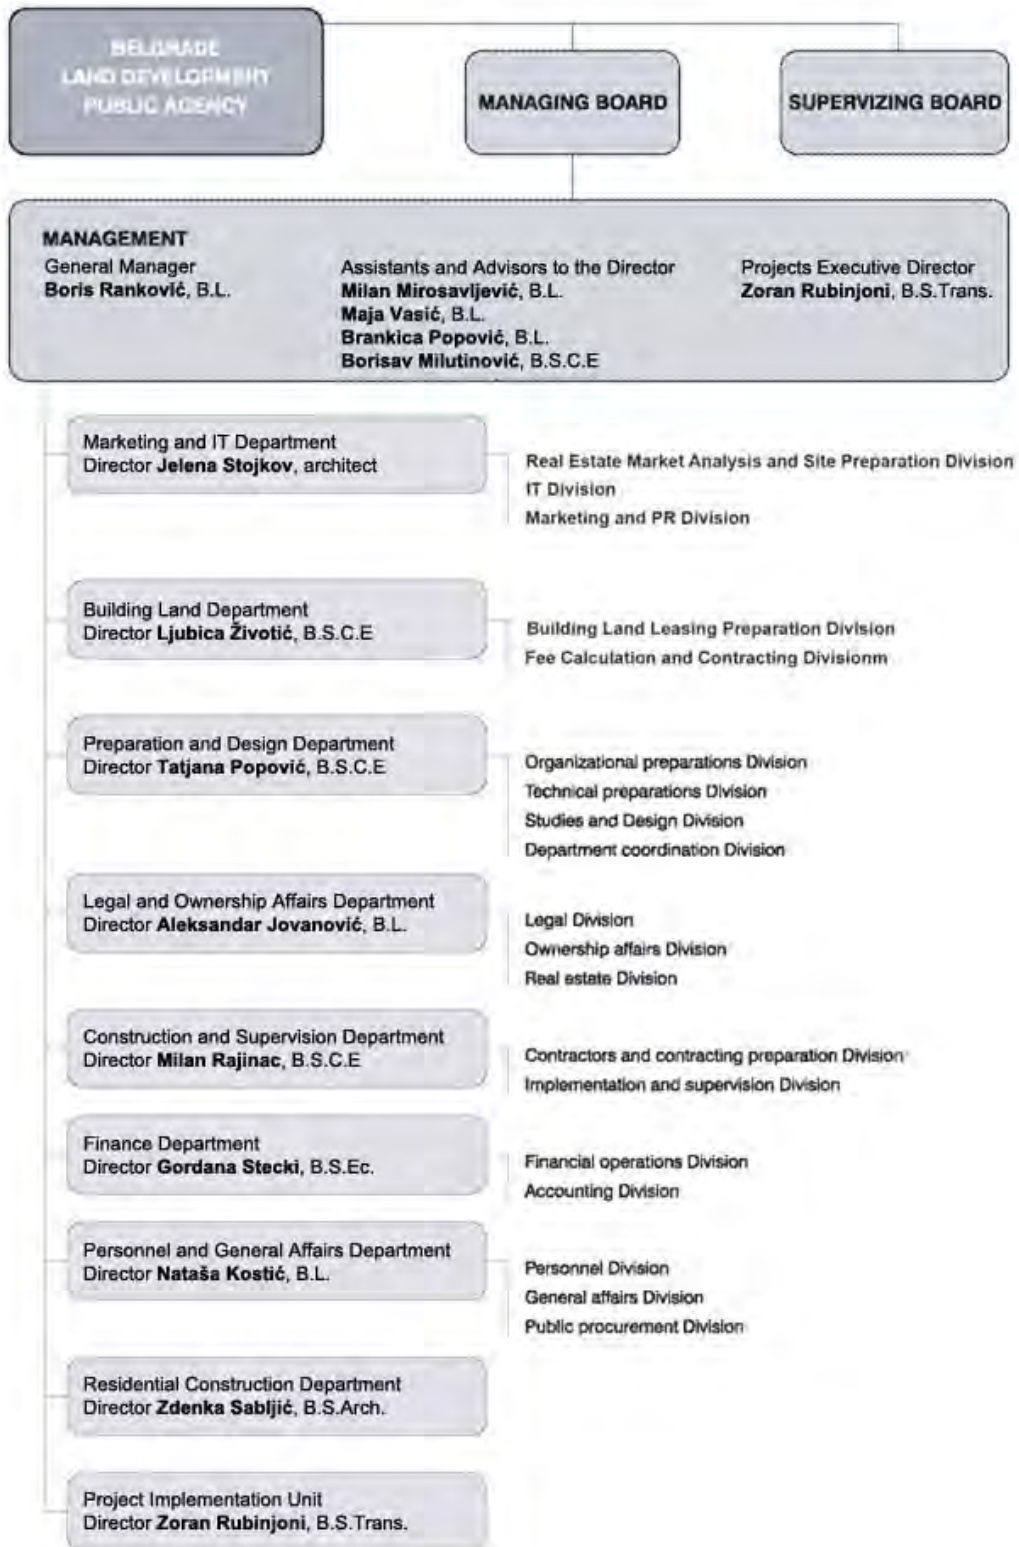 BELGRADE
LAND DEVELOPMENT
PUBLIC AGENCY
MANAGING BOARD
SUPERVIZING BOARD
MANAGEMENT
General Manager
Boris Ranković, B.L.
Assistants and Advisors to the Director
Milan Mirosavljević, B.L.
Maja Vasić, B.L.
Brankica Popović, B.L.
Borisav Milutinović, B.S.C.E
Projects Executive Director
Zoran Rubinjoni, B.S.Trans.
Marketing and IT Department
Director Jelena Stojkov, architect
Real Estate Market Analysis and Site Preparation Division
IT Division
Marketing and PR Division
Building Land Department
Director Ljubica Životić, B.S.C.E
Building Land Leasing Preparation Division
Fee Calculation and Contracting Divisionm
Preparation and Design Department
Director Tatjana Popović, B.S.C.E
Organizational preparations Division
Technical preparations Division
Studies and Design Division
Department coordination Division
Legal and Ownership Affairs Department
Director Aleksandar Jovanović, B.L.
Legal Division
Ownership affairs Division
Real estate Division
Construction and Supervision Department
Director Milan Rajinac, B.S.C.E
Contractors and contracting preparation Division
Implementation and supervision Division
Finance Department
Director Gordana Stecki, B.S.Ec.
Financial operations Division
Accounting Division
Personnel and General Affairs Department
Director Nataša Kostić, B.L.
Personnel Division
General affairs Division
Public procurement Division
Residential Construction Department
Director Zdenka Sabljić, B.S.Arch.
Project Implementation Unit
Director Zoran Rubinjoni, B.S.Trans.